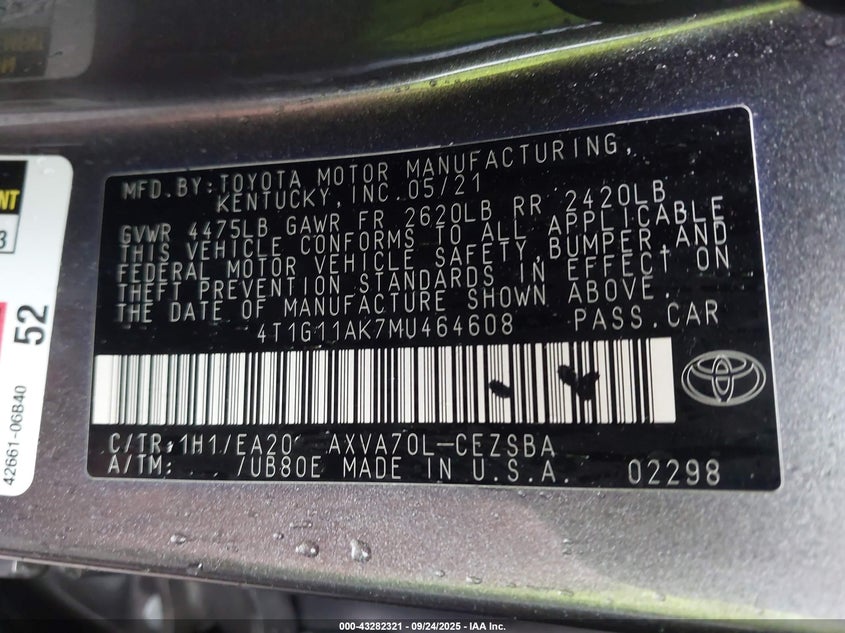 MFD.BY:TOYOTA MOTOR MANUFACTURING,
KENTUCKY,INC.05/21
GVWR 4475LB GAWR FR 2620LB RR 2420LB
THIS VEHICLE CONFORMS TO ALL APPLICABLE
FEDERAL MOTOR VEHICLE SAFETY,BUMPER,AND
THEFT PREVENTION STANDARDS IN EFFECT ON
THE DATE OF MANUFACTURE SHOWN ABOVE.
4T1G11AK7MU464608 PASS.CAR
C/TR:1H1/EA20 AXVA70L-CEZSBA
A/TM: /UB80E MADE IN U.S.A. 02298
52
42661-06B40
000-43282321 - 09/24/2025 - IAA Inc.